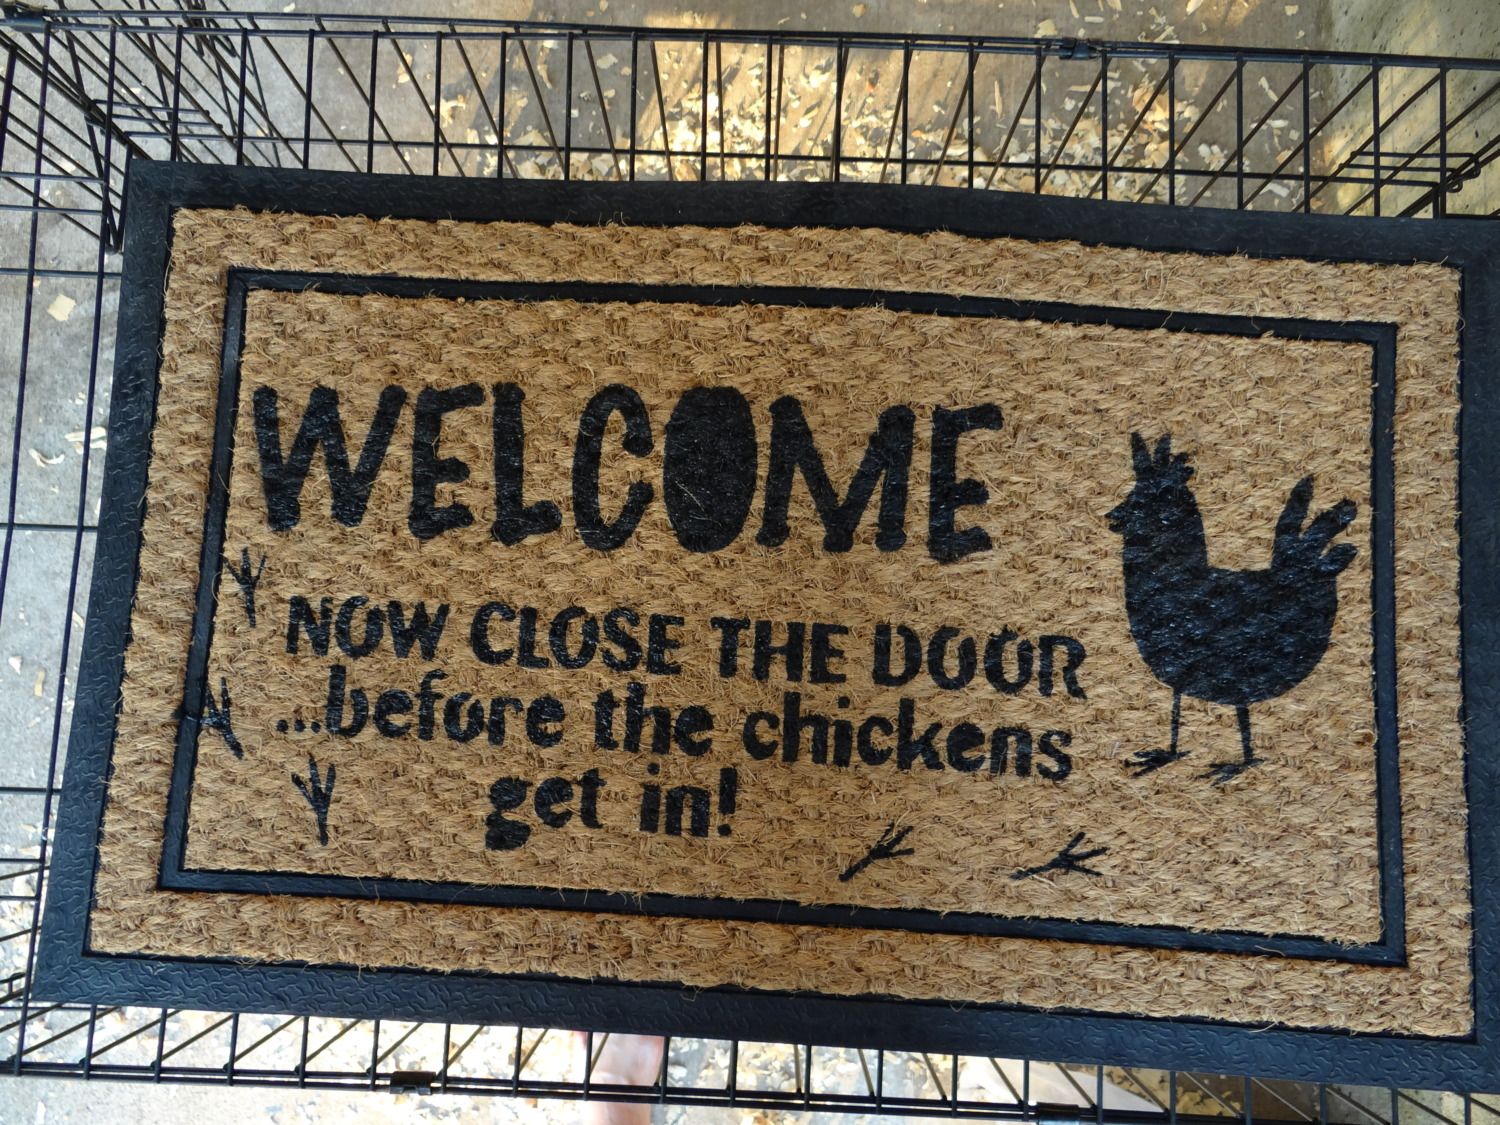 WELCOME
NOW CLOSE THE DOOR
...before the chickens
get in!